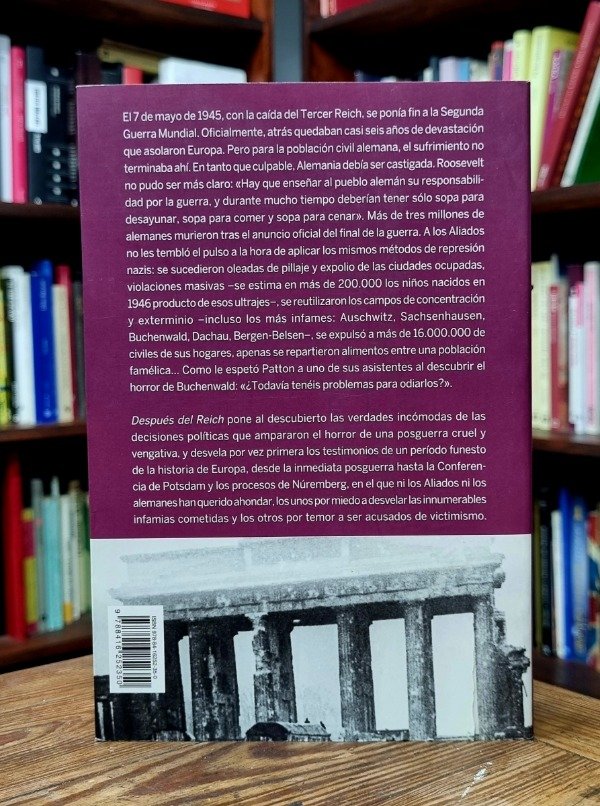 El 7 de mayo de 1945, con la caída del Tercer Reich, se ponía fin a la Segunda
Guerra Mundial. Oficialmente, atrás quedaban casi seis años de devastación
que asolaron Europa. Pero para la población civil alemana, el sufrimiento no
terminaba ahí. En tanto que culpable, Alemania debía ser castigada. Roosevelt
no pudo ser más claro: «Hay que enseñar al pueblo alemán su responsabili-
dad por la guerra, y durante mucho tiempo deberían tener sólo sopa para
desayunar, sopa para comer y sopa para cenar». Más de tres millones de
alemanes murieron tras el anuncio oficial del final de la guerra. A los Aliados
no les tembló el pulso a la hora de aplicar los mismos métodos de represión
nazis: se sucedieron oleadas de pillaje y expolio de las ciudades ocupadas,
violaciones masivas –se estima en más de 200.000 los niños nacidos en
1946 producto de esos ultrajes–, se reutilizaron los campos de concentración
y exterminio –incluso los más infames: Auschwitz, Sachsenhausen,
Buchenwald, Dachau, Bergen-Belsen–, se expulsó a más de 16.000.000 de
civiles de sus hogares, apenas se repartieron alimentos entre una población
famélica... Como le espetó Patton a uno de sus asistentes al descubrir el
horror de Buchenwald: «¿Todavía tenéis problemas para odiarlos?».
Después del Reich pone al descubierto las verdades incómodas de las
decisiones políticas que ampararon el horror de una posguerra cruel y
vengativa, y desvela por vez primera los testimonios de un período funesto
de la historia de Europa, desde la inmediata posguerra hasta la Conferen-
cia de Potsdam y los procesos de Núremberg, en el que ni los Aliados ni los
alemanes han querido ahondar, los unos por miedo a desvelar las innumerables
infamias cometidas y los otros por temor a ser acusados de victimismo.
ISBN: 978-84-16252-35-0
9 788416 252350